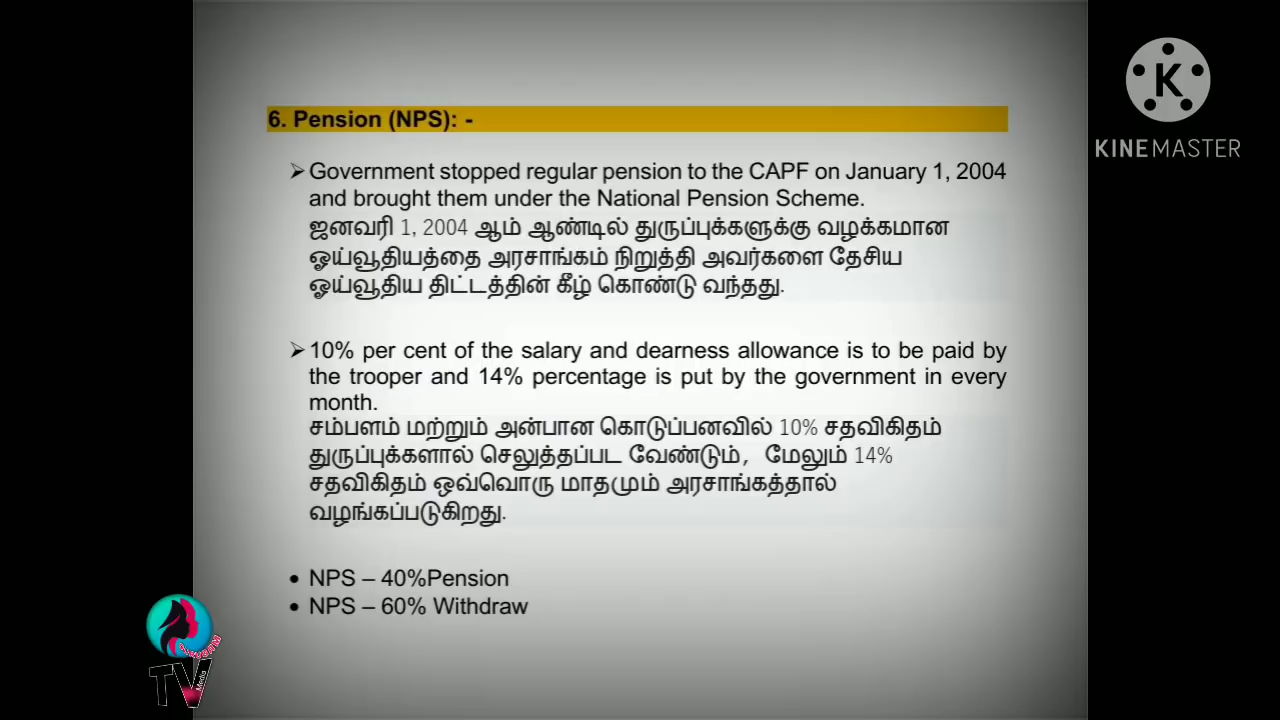 6. Pension (NPS): -
K
KINEMASTER
➢ Government stopped regular pension to the CAPF on January 1, 2004
and brought them under the National Pension Scheme.
ஜனவரி 1, 2004 ஆம் ஆண்டில் துருப்புக்களுக்கு வழக்கமான
ஓய்வூதியத்தை அரசாங்கம் நிறுத்தி அவர்களை தேசிய
ஓய்வூதிய திட்டத்தின் கீழ் கொண்டு வந்தது.
➢ 10% per cent of the salary and dearness allowance is to be paid by
the trooper and 14% percentage is put by the government in every
month.
சம்பளம் மற்றும் அன்பான கொடுப்பனவில் 10% சதவிகிதம்
துருப்புக்களால் செலுத்தப்பட வேண்டும், மேலும் 14%
சதவிகிதம் ஒவ்வொரு மாதமும் அரசாங்கத்தால்
வழங்கப்படுகிறது.
• NPS – 40%Pension
• NPS – 60% Withdraw
TV
Media